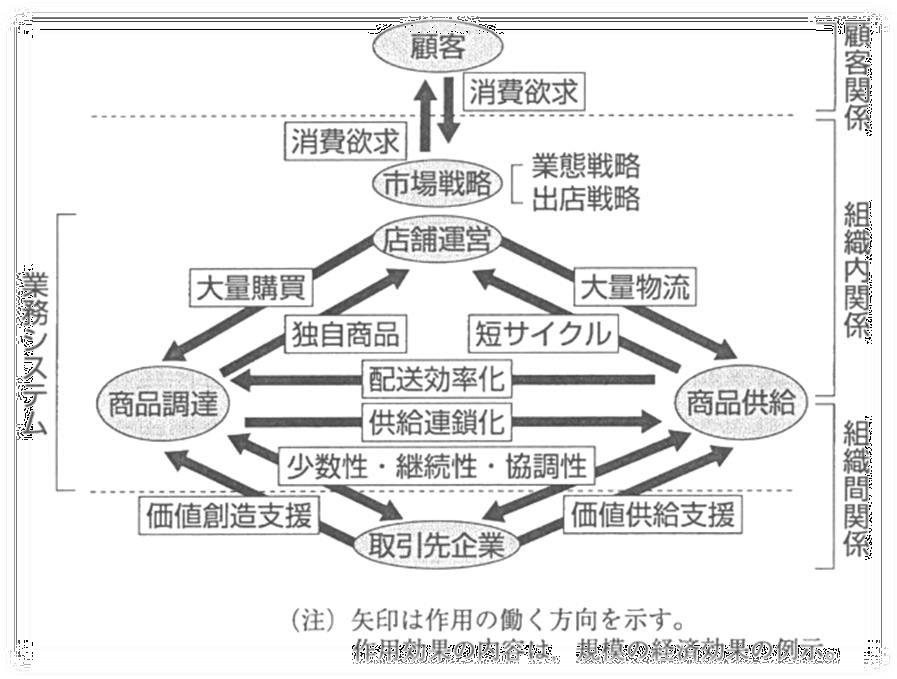 顧客
消費欲求
消費欲求
市場戦略
業態戦略
出店戦略
店舗運営
大量購買
大量物流
独自商品
短サイクル
配送効率化
商品調達
商品供給
供給連鎖化
少数性・継続性・協調性
価値創造支援
価値供給支援
取引先企業
業務システム
顧客関係
組織内関係
組織間関係
(注) 矢印は作用の働く方向を示す。
作用効果の内容は、規模の経済効果の例示。